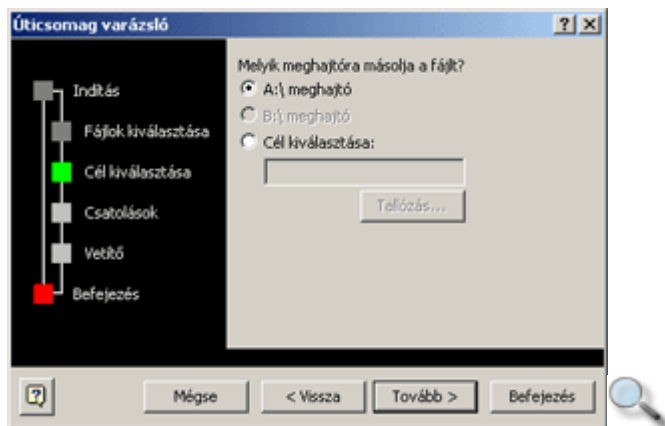 Úticsomag varázsló
Indítás
Fájlok kiválasztása
Cél kiválasztása
Csatolások
Vetítő
Befejezés
Melyik meghajtóra másolja a fájlt?
A:\ meghajtó
B:\ meghajtó
Cél kiválasztása:
Tallózás...
Mégse
< Vissza
Tovább >
Befejezés